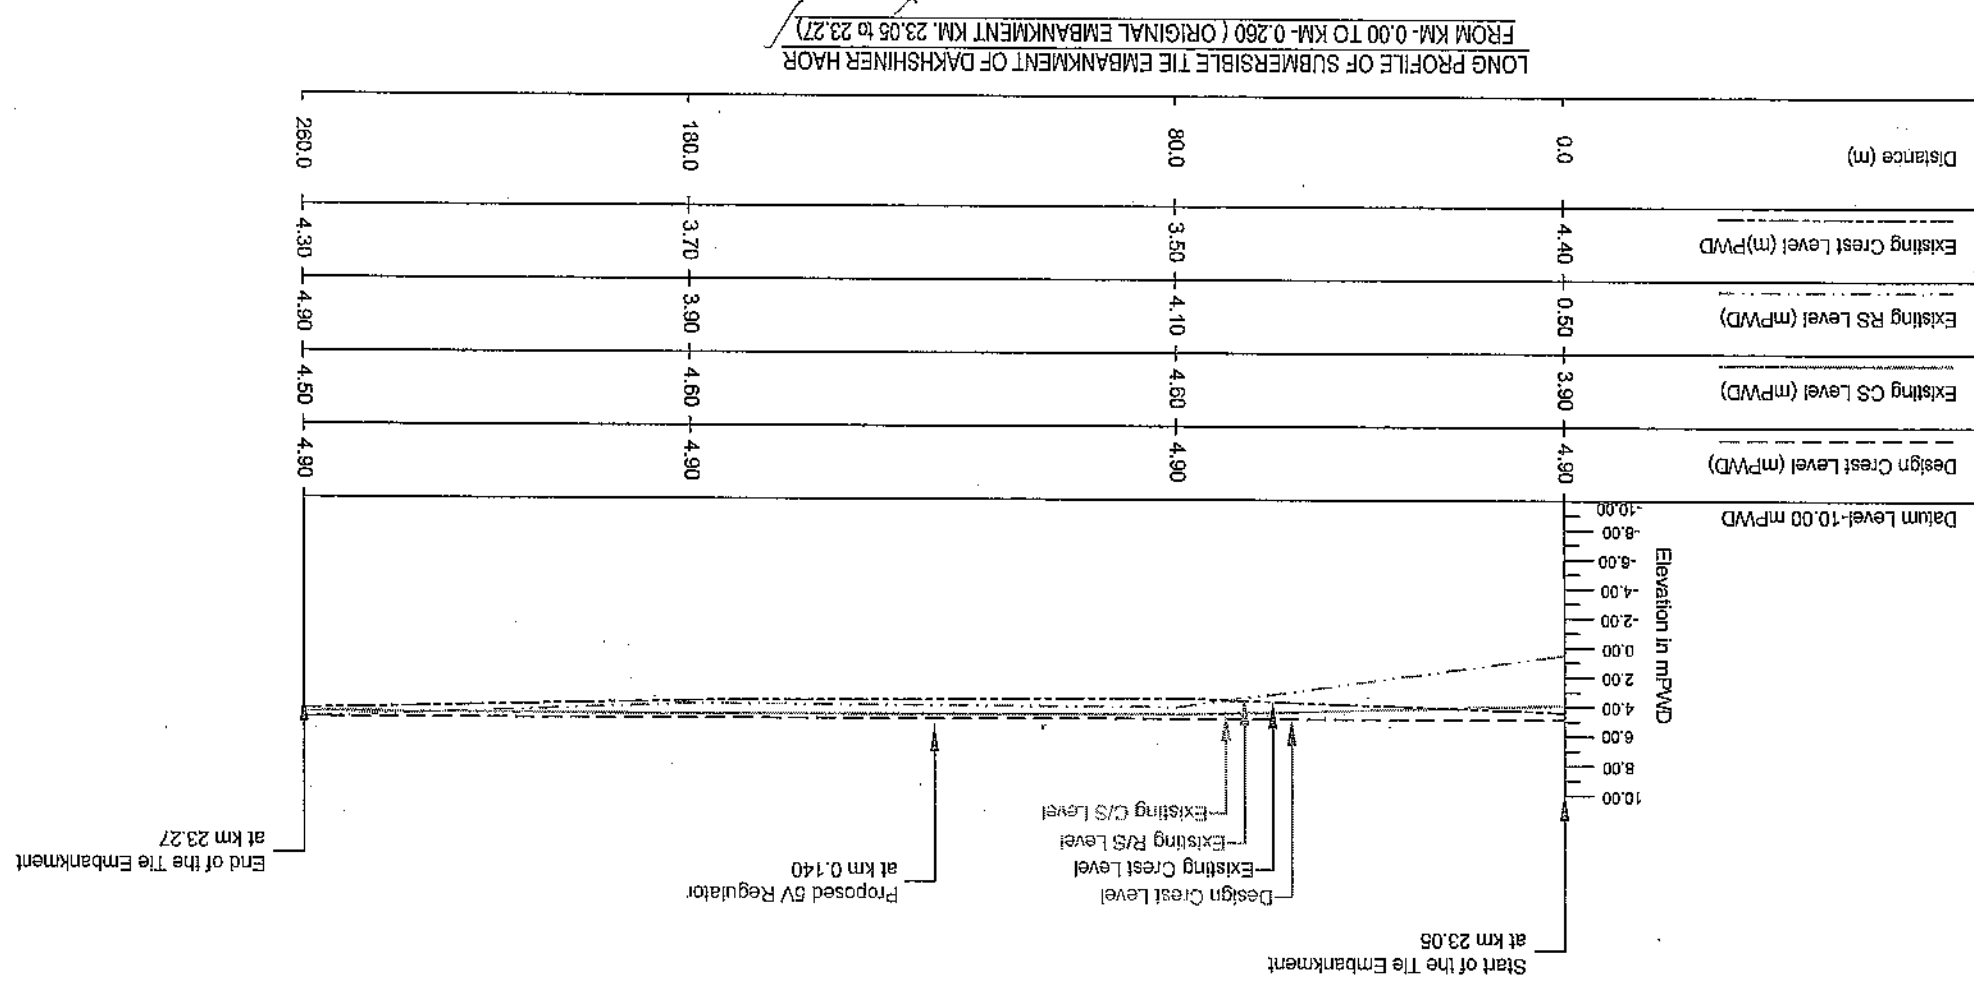 Start of the Tie Embankment
at km 23.05
Design Crest Level
Existing Crest Level
Existing R/S Level
Existing C/S Level
Proposed 5V Regulator
at km 0.140
End of the Tie Embankment
at km 23.27
Elevation in mPWD
10.00
8.00
6.00
4.00
2.00
0.00
-2.00
-4.00
-6.00
-8.00
-10.00
Datum Level-10.00 mPWD
Design Crest Level (mPWD) 4.90 4.90 4.90 4.90
Existing CS Level (mPWD) 3.90 4.60 4.60 4.50
Existing RS Level (mPWD) 0.50 4.10 3.90 4.90
Existing Crest Level (m)PWD 4.40 3.50 3.70 4.30
Distance (m) 0.0 80.0 180.0 260.0
LONG PROFILE OF SUBMERSIBLE TIE EMBANKMENT OF DAKHSHINER HAOR
FROM KM- 0.00 TO KM- 0.260 ( ORIGINAL EMBANKMENT KM. 23.05 to 23.27)